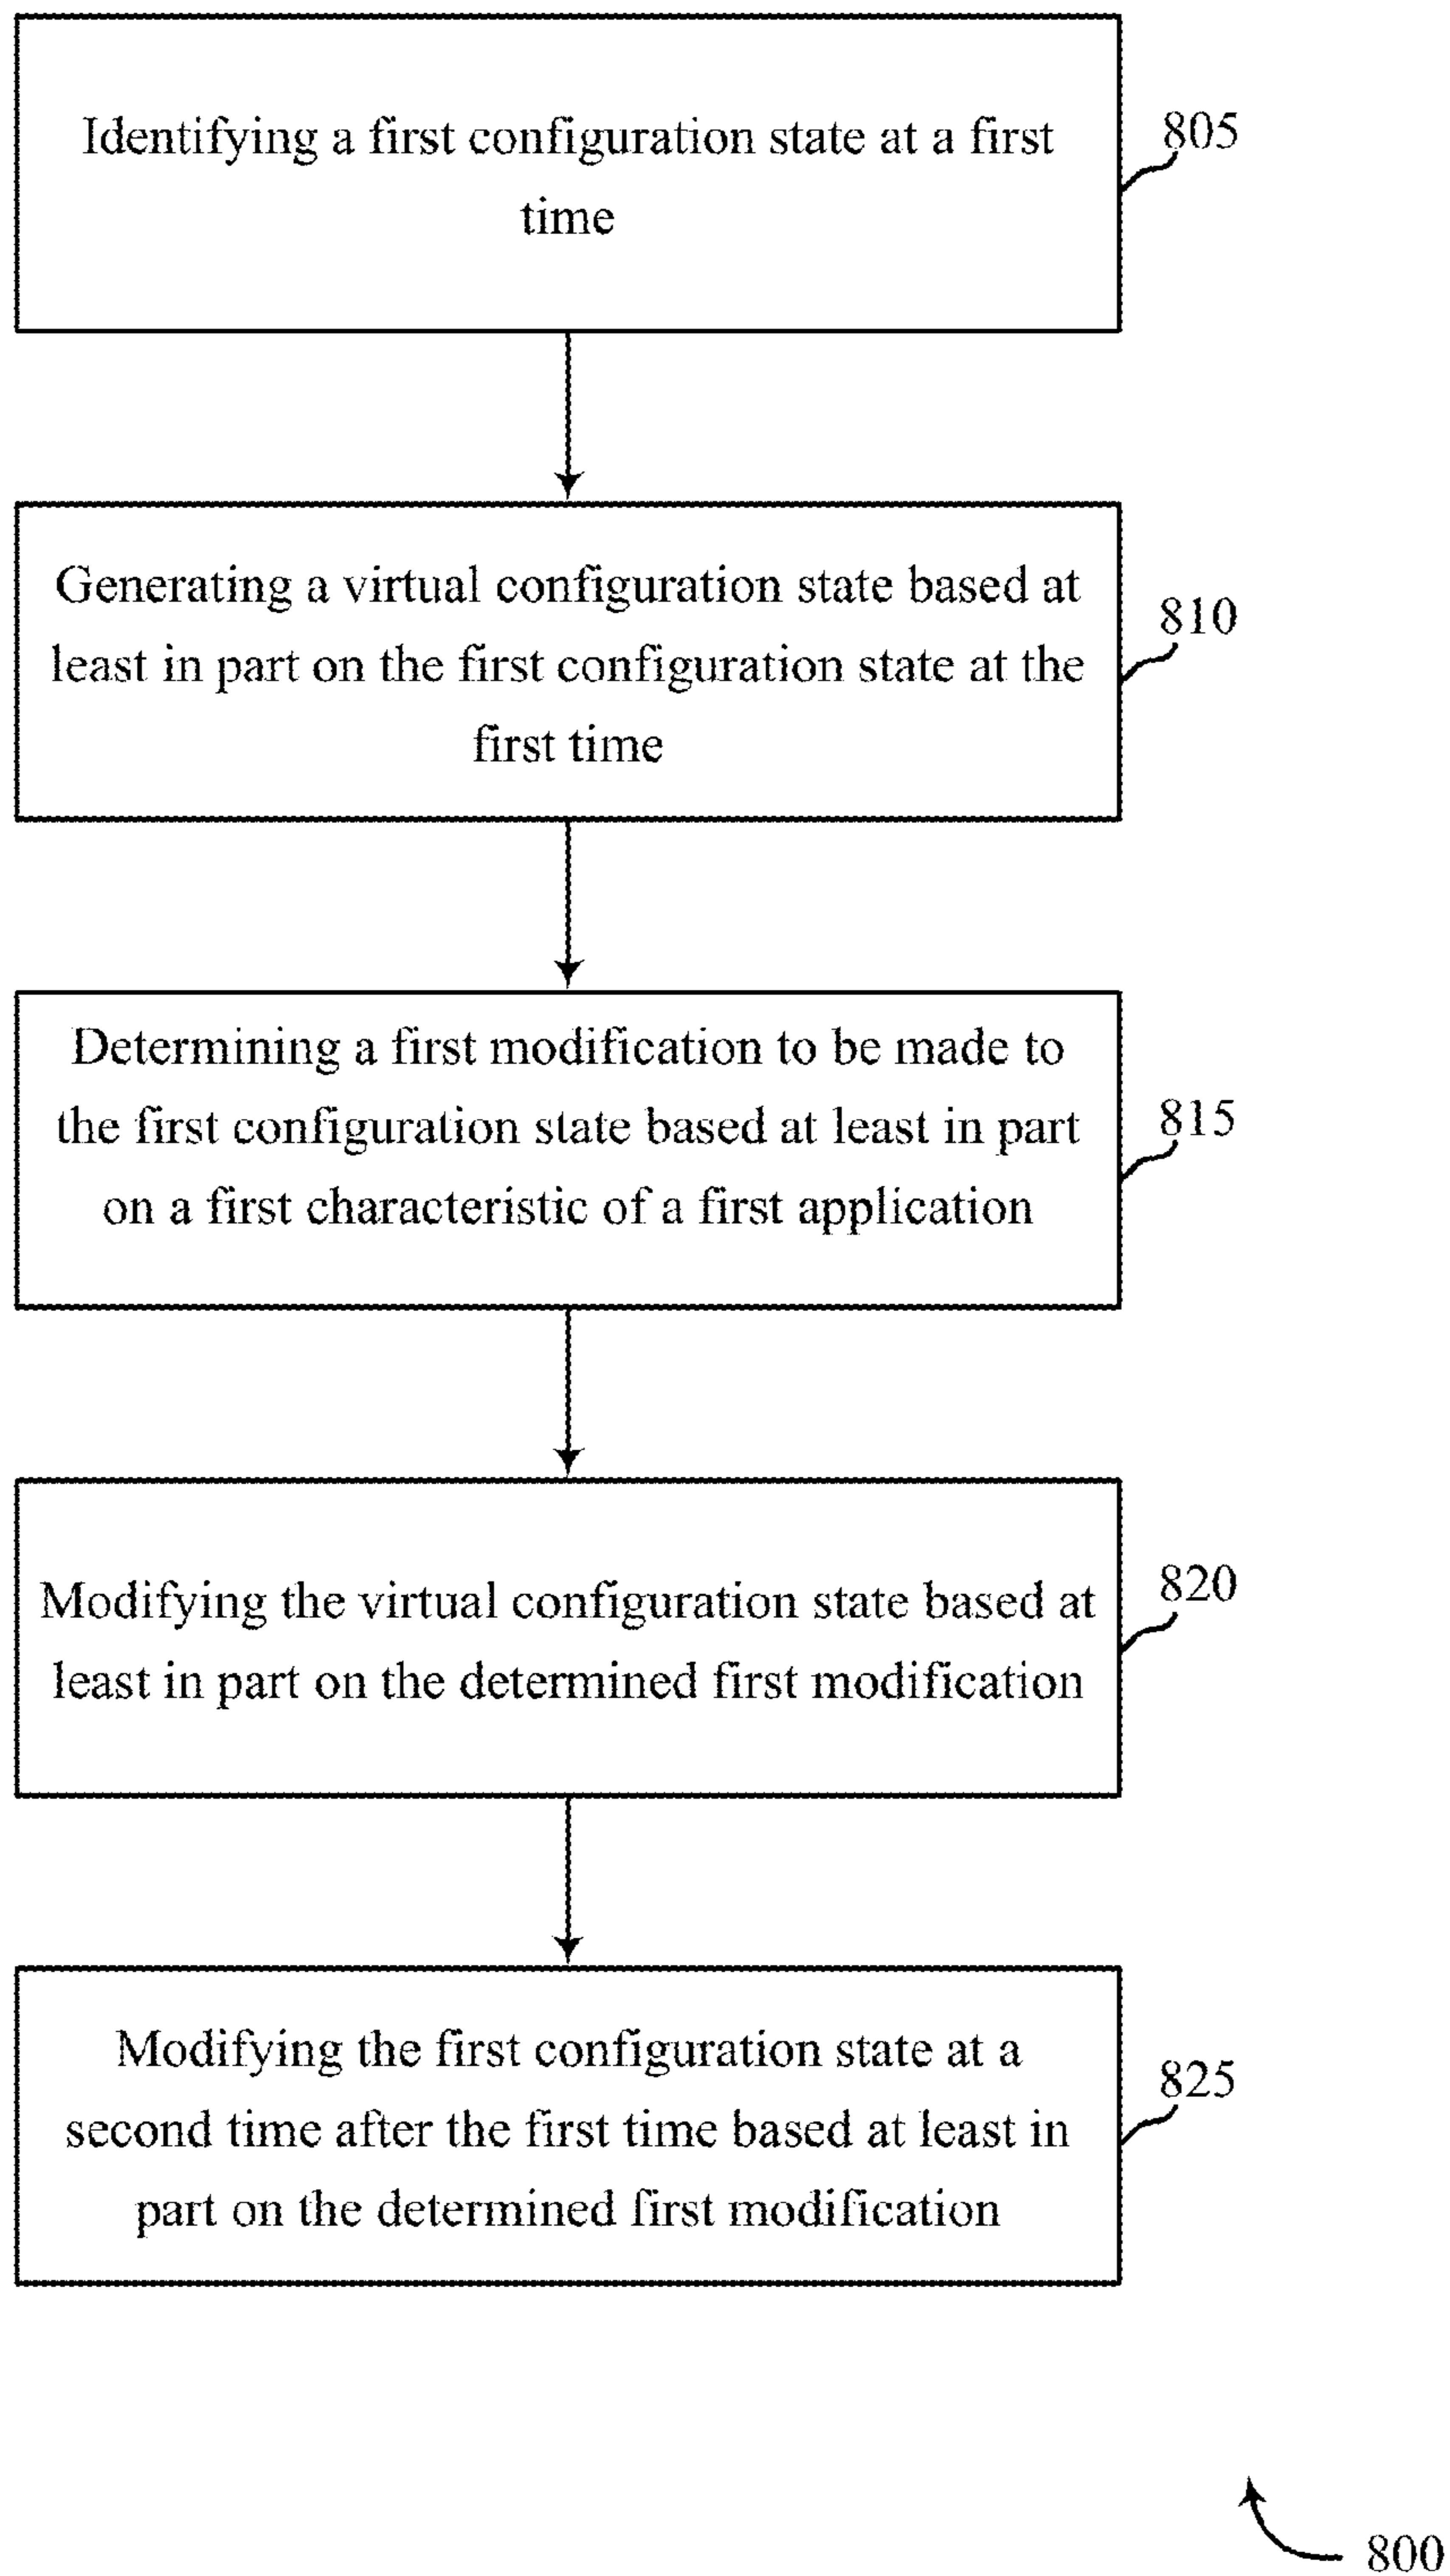 Identifying a first configuration state at a first
time
805
Generating a virtual configuration state based at
least in part on the first configuration state at the
first time
810
Determining a first modification to be made to
the first configuration state based at least in part
on a first characteristic of a first application
815
Modifying the virtual configuration state based at
least in part on the determined first modification
820
Modifying the first configuration state at a
second time after the first time based at least in
part on the determined first modification
825
800